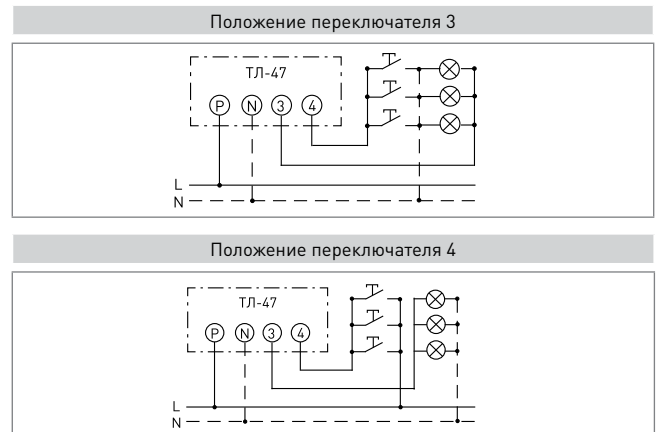 Положение переключателя 3
ТЛ-47
P N 3 4
L
N
Положение переключателя 4
ТЛ-47
P N 3 4
L
N